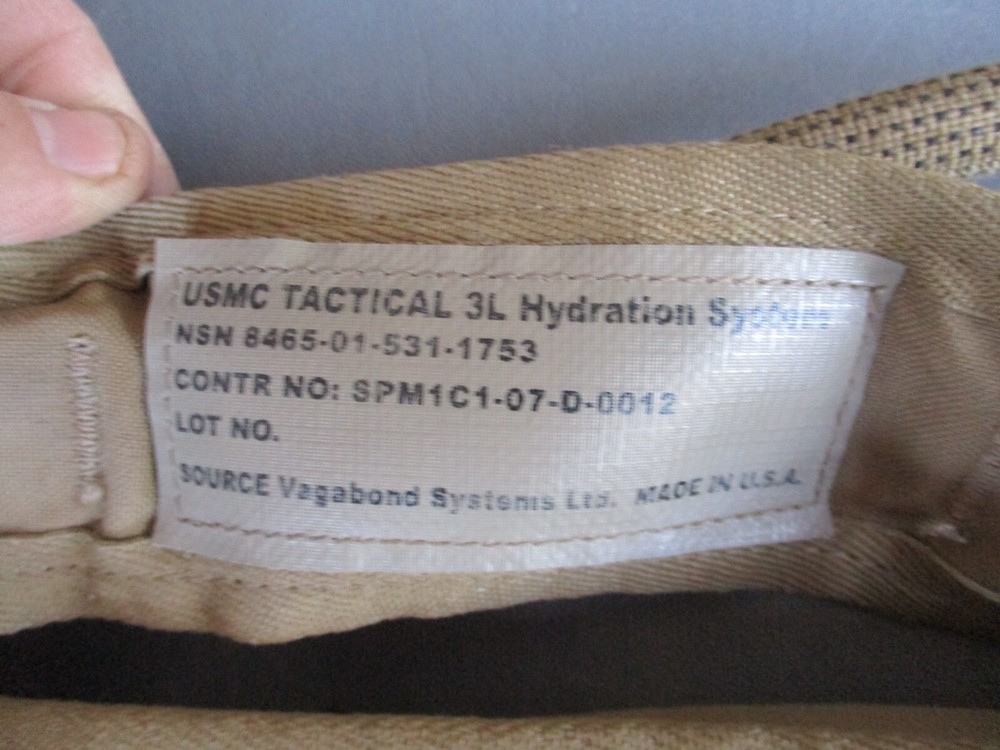 USMC TACTICAL 3L Hydration System
NSN 8465-01-531-1753
CONTR NO: SPM1C1-07-D-0012
LOT NO.
SOURCE Vagabond Systems Ltd. MADE IN U.S.A.